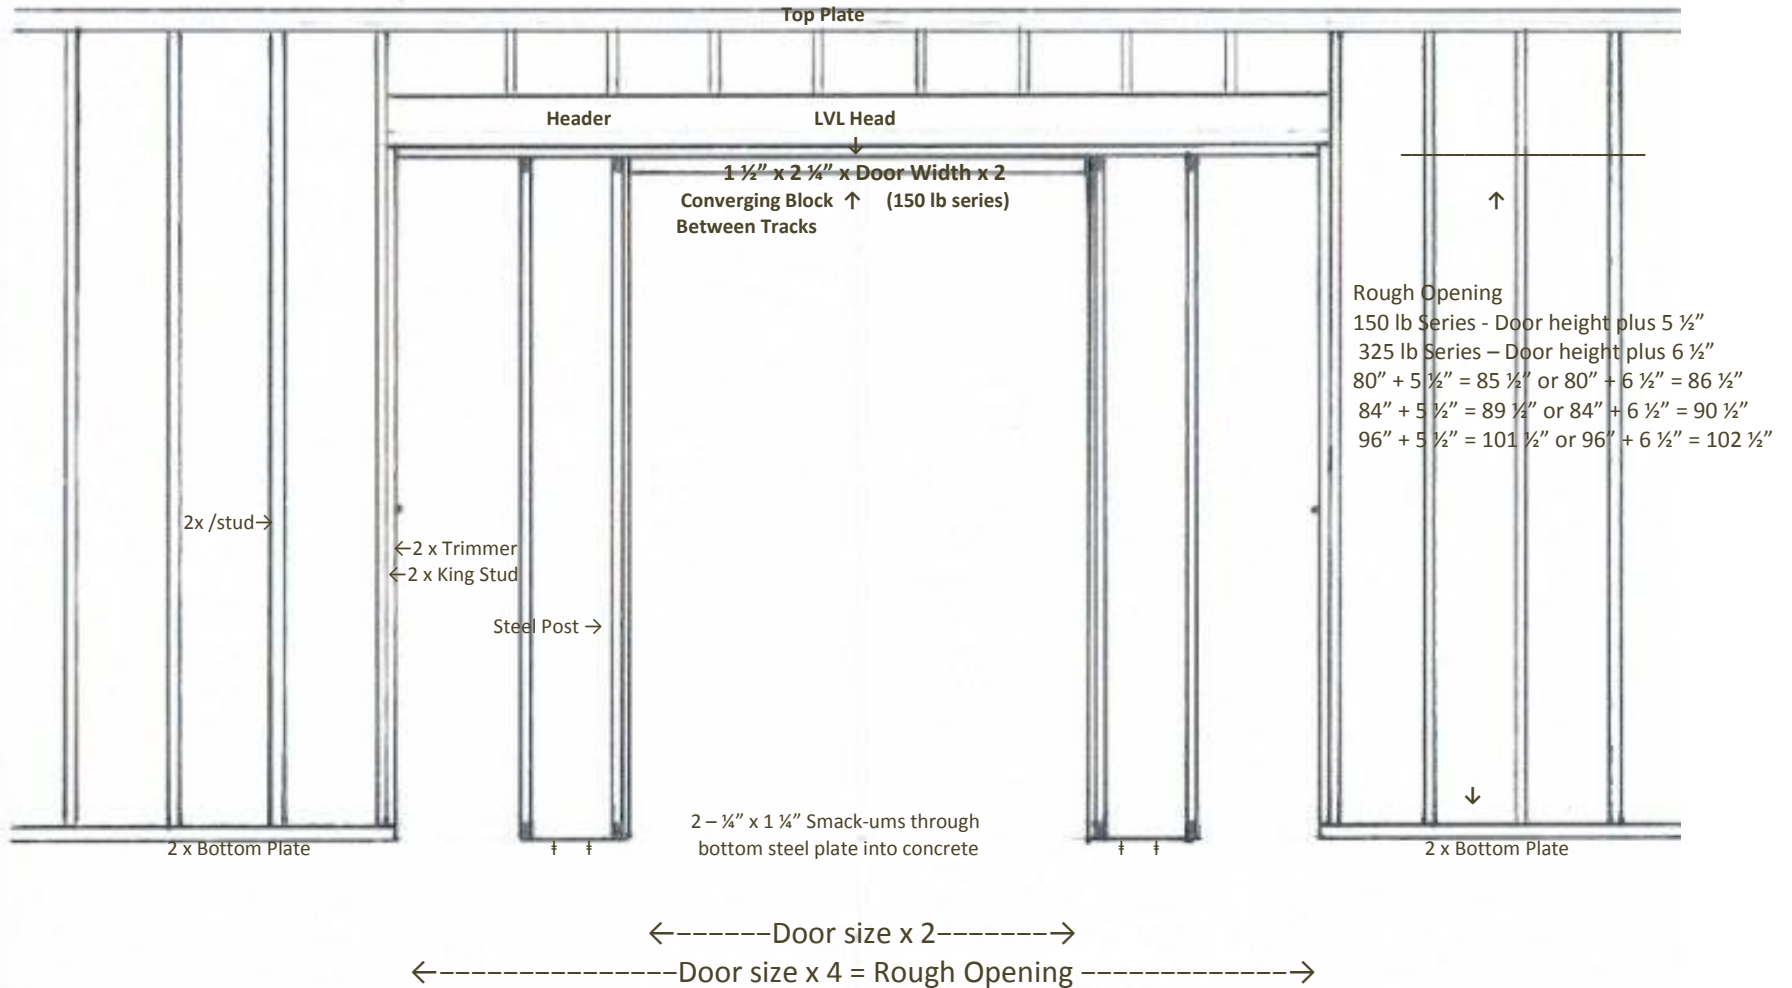 Top Plate
Header
LVL Head
↓
1 ½” x 2 ¼” x Door Width x 2
Converging Block ↑ (150 lb series)
Between Tracks
↑
Rough Opening
150 lb Series - Door height plus 5 ½”
325 lb Series – Door height plus 6 ½”
80” + 5 ½” = 85 ½” or 80” + 6 ½” = 86 ½”
84” + 5 ½” = 89 ½” or 84” + 6 ½” = 90 ½”
96” + 5 ½” = 101 ½” or 96” + 6 ½” = 102 ½”
2x /stud→
←2 x Trimmer
←2 x King Stud
Steel Post →
↓
2 – ¼” x 1 ¼” Smack-ums through
bottom steel plate into concrete
2 x Bottom Plate
2 x Bottom Plate
←------Door size x 2-------→
←---------------Door size x 4 = Rough Opening ------------→